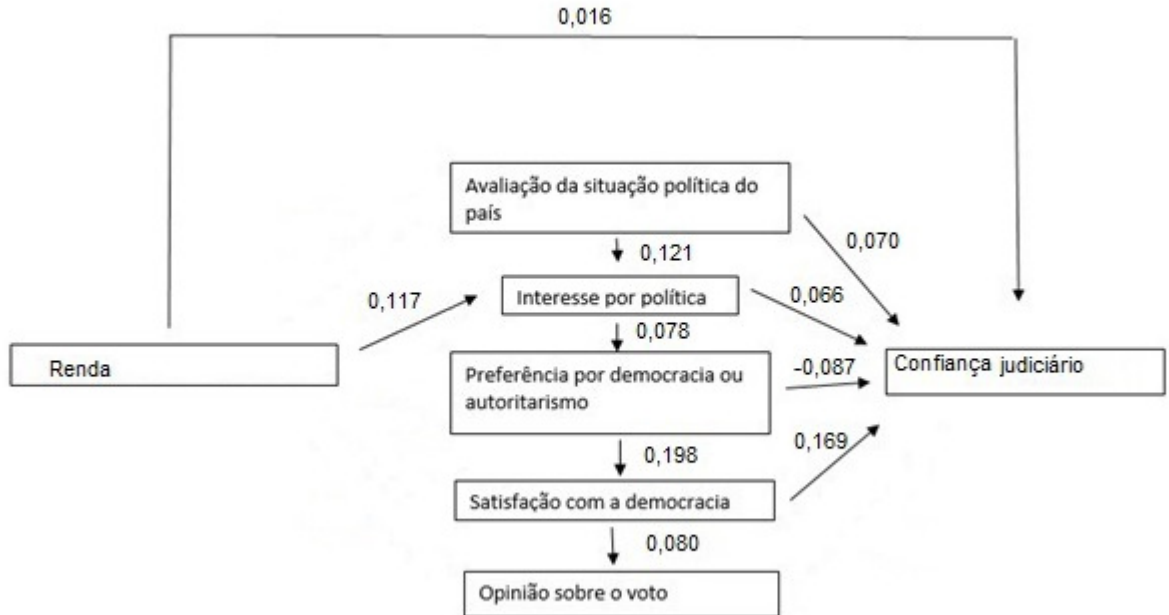 0,016
Avaliação da situação política do
país
0,070
0,121
Interesse por política
0,117
0,066
0,078
Renda
Preferência por democracia ou
autoritarismo
-0,087
Confiança judiciário
0,198
0,169
Satisfação com a democracia
0,080
Opinião sobre o voto